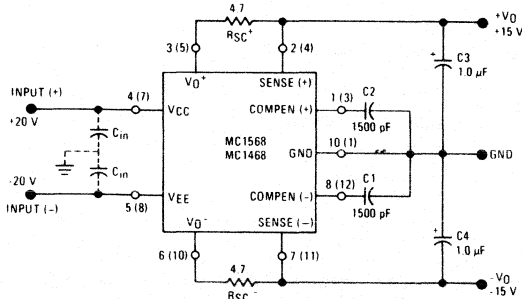 4.7
RSC+
3 (5)
2 (4)
+VO
+15 V
VO+
SENSE (+)
C3
1.0 µF
+
INPUT (+)
+20 V
4 (7)
VCC
COMPEN (+)
1 (3)
C2
1500 pF
Cin
MC1568
MC1468
GND
10 (1)
GND
Cin
-20 V
INPUT (−)
5 (8)
VEE
COMPEN (−)
8 (12)
C1
1500 pF
VO-
SENSE (−)
+
C4
1.0 µF
6 (10)
7 (11)
4.7
RSC-
-VO
-15 V